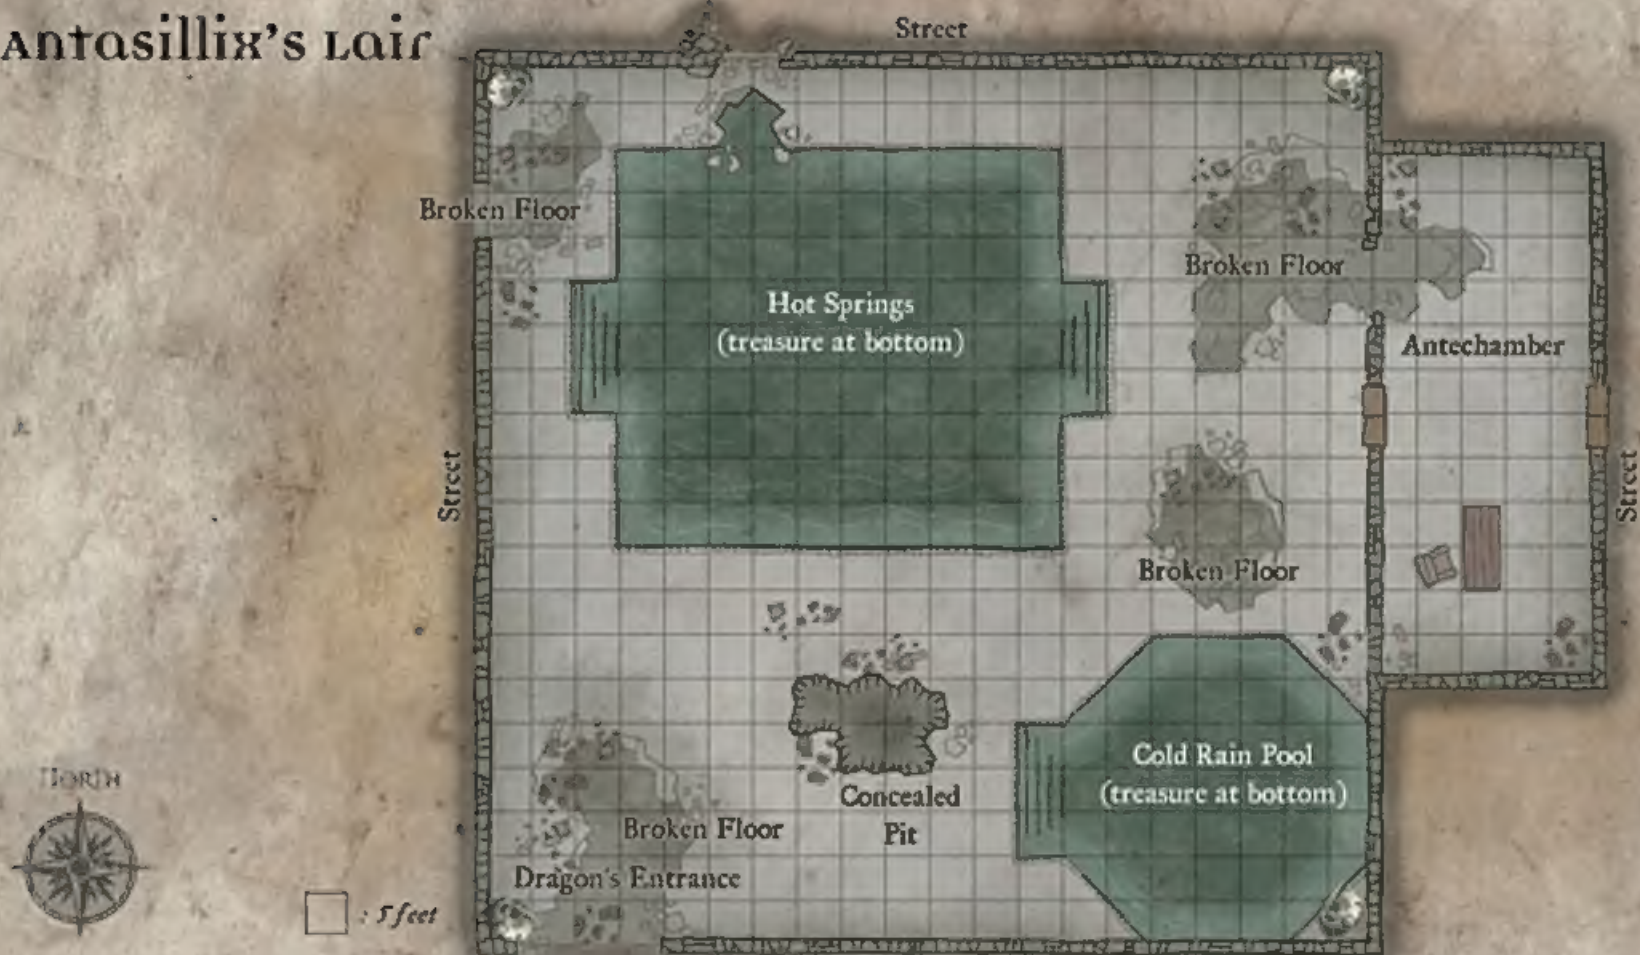 Antasillix's Lair
Street
Broken Floor
Broken Floor
Hot Springs
(treasure at bottom)
Antechamber
Street
Street
Broken Floor
Cold Rain Pool
(treasure at bottom)
North
Concealed
Pit
Broken Floor
Dragon's Entrance
: 5 feet